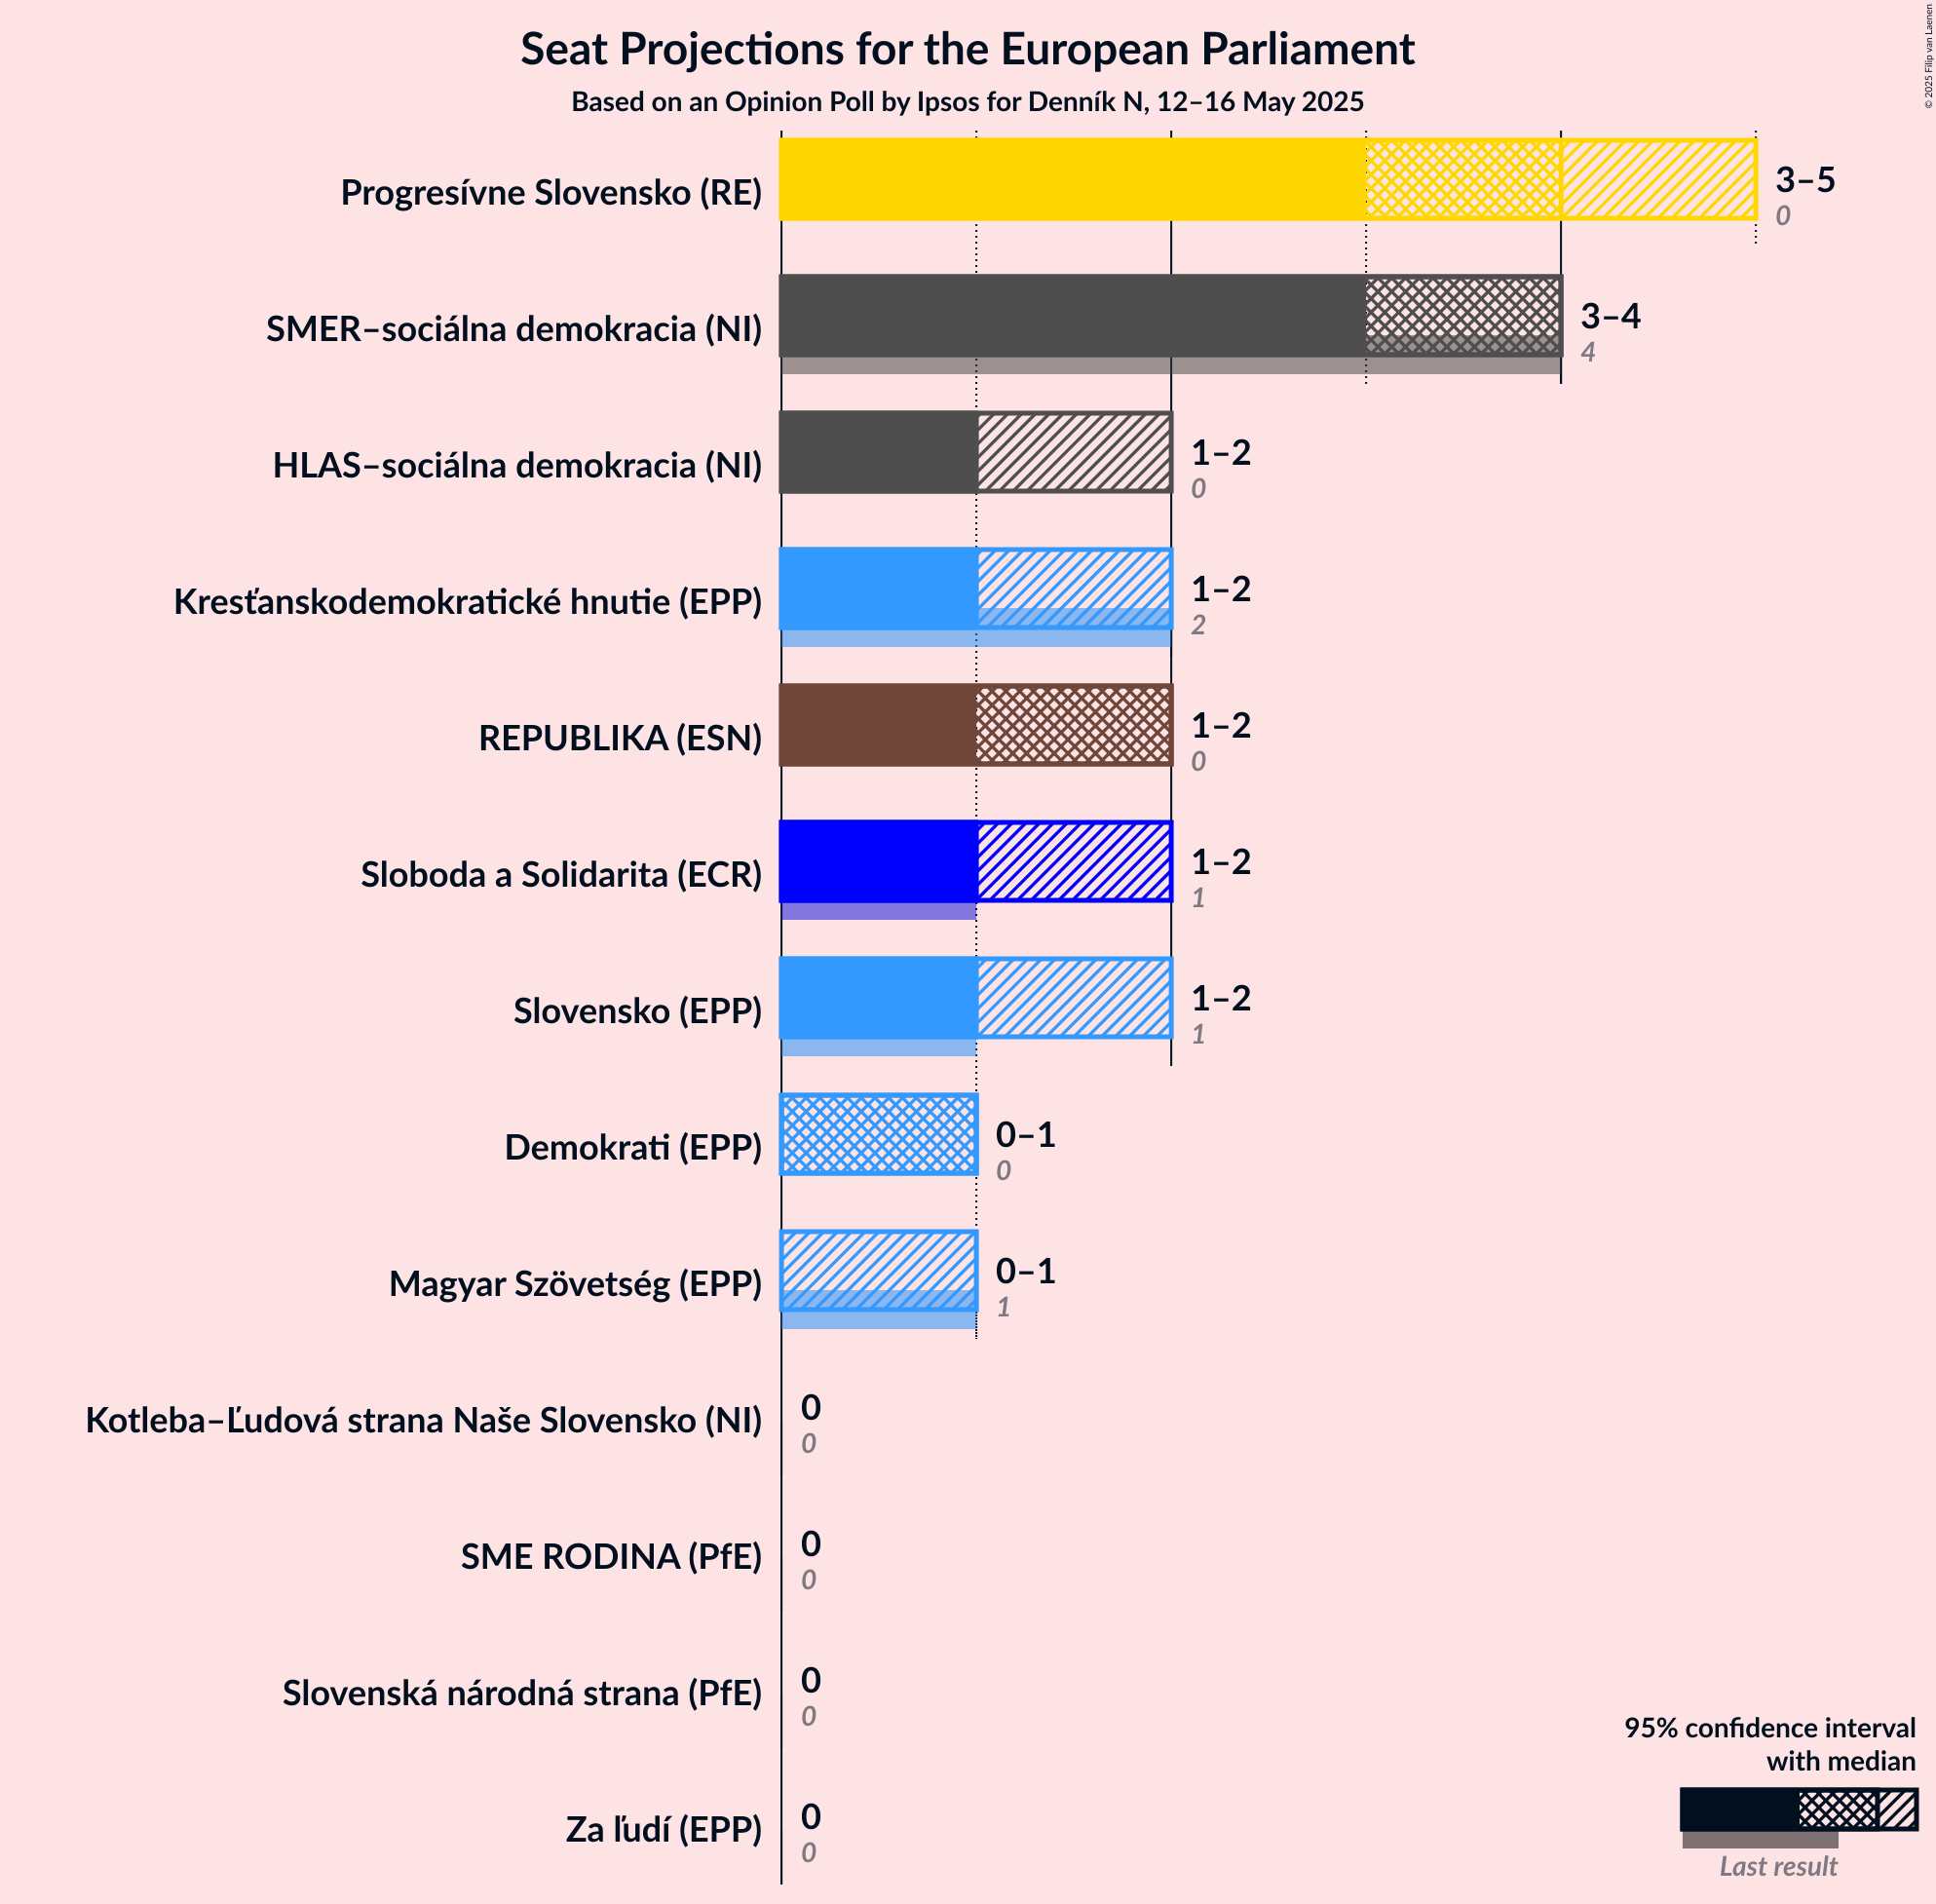 Seat Projections for the European Parliament
Based on an Opinion Poll by Ipsos for Denník N, 12–16 May 2025
© 2025 Filip van Laenen
Progresívne Slovensko (RE)
3–5
0
SMER–sociálna demokracia (NI)
3–4
4
HLAS–sociálna demokracia (NI)
1–2
0
Kresťanskodemokratické hnutie (EPP)
1–2
2
REPUBLIKA (ESN)
1–2
0
Sloboda a Solidarita (ECR)
1–2
1
Slovensko (EPP)
1–2
1
Demokrati (EPP)
0–1
0
Magyar Szövetség (EPP)
0–1
1
Kotleba–Ľudová strana Naše Slovensko (NI)
0
0
SME RODINA (PfE)
0
0
Slovenská národná strana (PfE)
0
0
Za ľudí (EPP)
0
0
95% confidence interval
with median
Last result